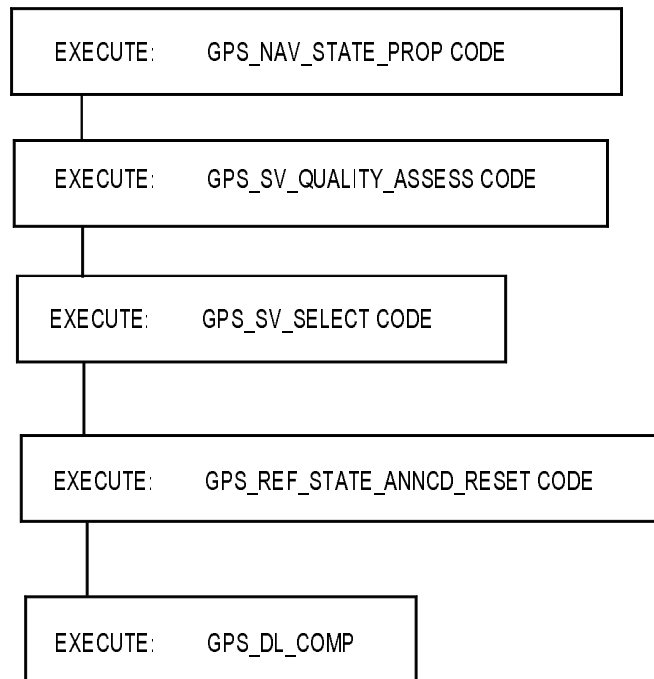 EXECUTE: GPS_NAV_STATE_PROP CODE
EXECUTE: GPS_SV_QUALITY_ASSESS CODE
EXECUTE: GPS_SV_SELECT CODE
EXECUTE: GPS_REF_STATE_ANNCD_RESET CODE
EXECUTE: GPS_DL_COMP